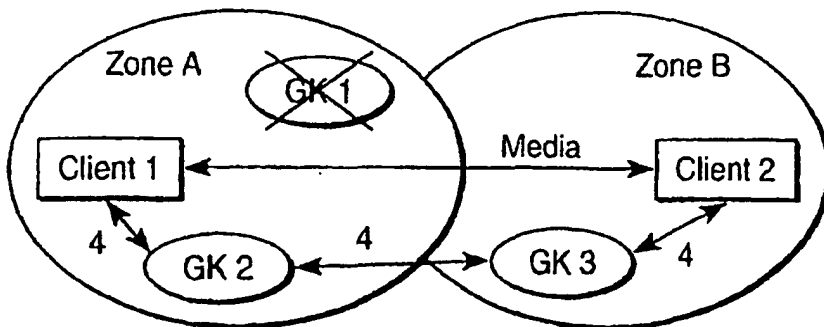 Zone A
GK 1
Zone B
Media
Client 1
Client 2
4
GK 2
4
GK 3
4